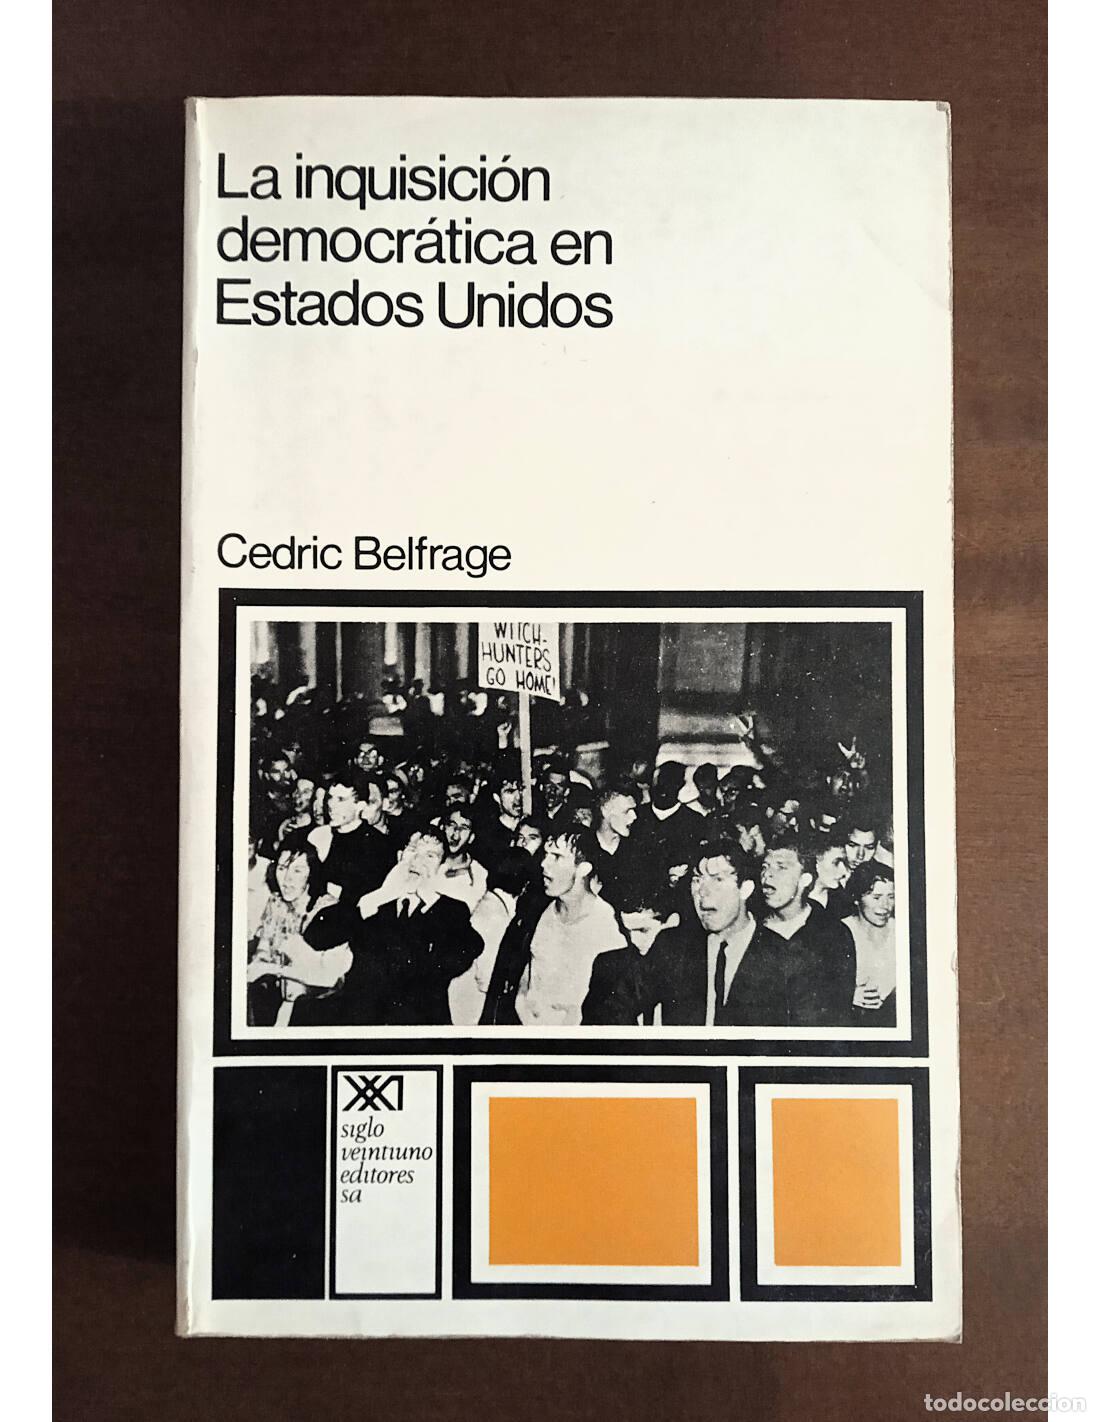 La inquisición
democrática en
Estados Unidos
Cedric Belfrage
WITCH-
HUNTERS
GO HOME!
XXI
siglo
veintiuno
editores
sa
todocoleccion